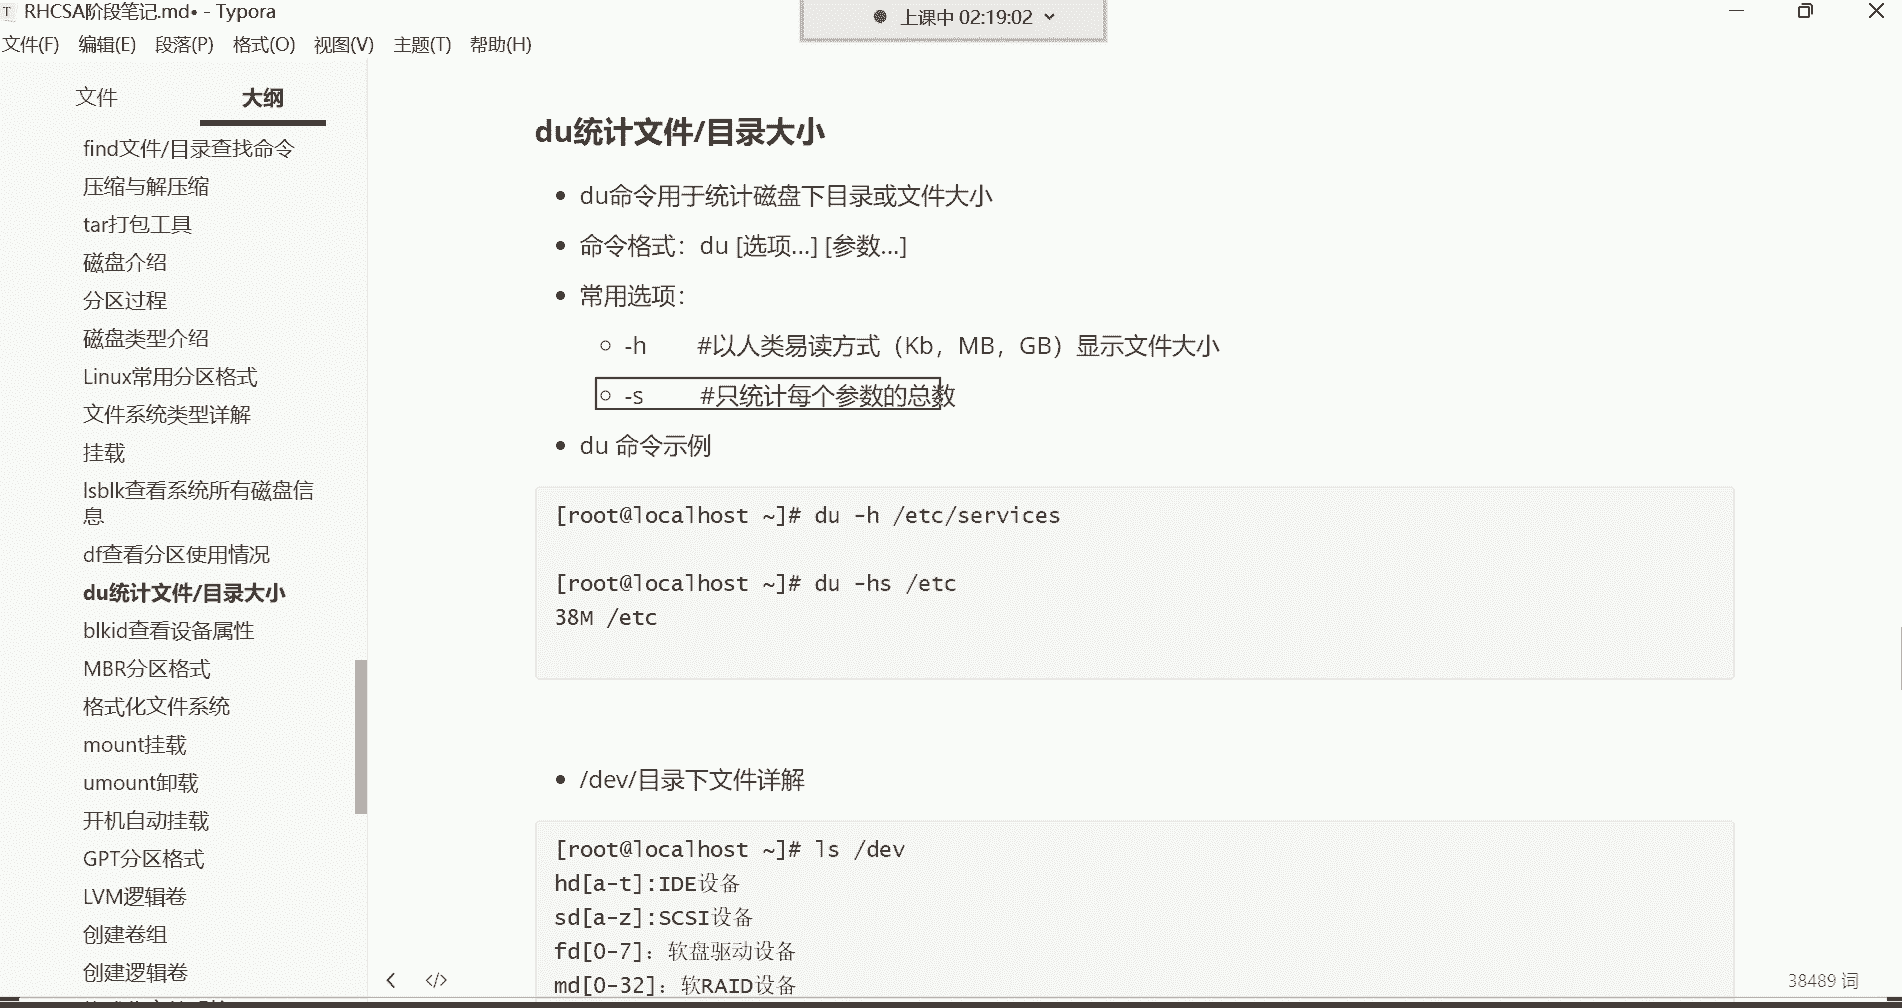 RHCSA阶段笔记.md• - Typora
上课中 02:19:02
文件(F) 编辑(E) 段落(P) 格式(O) 视图(V) 主题(T) 帮助(H)
文件 大纲
find文件/目录查找命令
压缩与解压缩
tar打包工具
磁盘介绍
分区过程
磁盘类型介绍
Linux常用分区格式
文件系统类型详解
挂载
lsblk查看系统所有磁盘信
息
df查看分区使用情况
du统计文件/目录大小
blkid查看设备属性
MBR分区格式
格式化文件系统
mount挂载
umount卸载
开机自动挂载
GPT分区格式
LVM逻辑卷
创建卷组
创建逻辑卷
du统计文件/目录大小
du命令用于统计磁盘下目录或文件大小
命令格式：du [选项...] [参数...]
常用选项：
-h #以人类易读方式（Kb，MB，GB）显示文件大小
-s #只统计每个参数的总数
du 命令示例
[root@localhost ~]# du -h /etc/services
[root@localhost ~]# du -hs /etc
38M /etc
/dev/目录下文件详解
[root@localhost ~]# ls /dev
hd[a-t]:IDE设备
sd[a-z]:SCSI设备
fd[0-7]：软盘驱动设备
md[0-32]：软RAID设备
38489 词